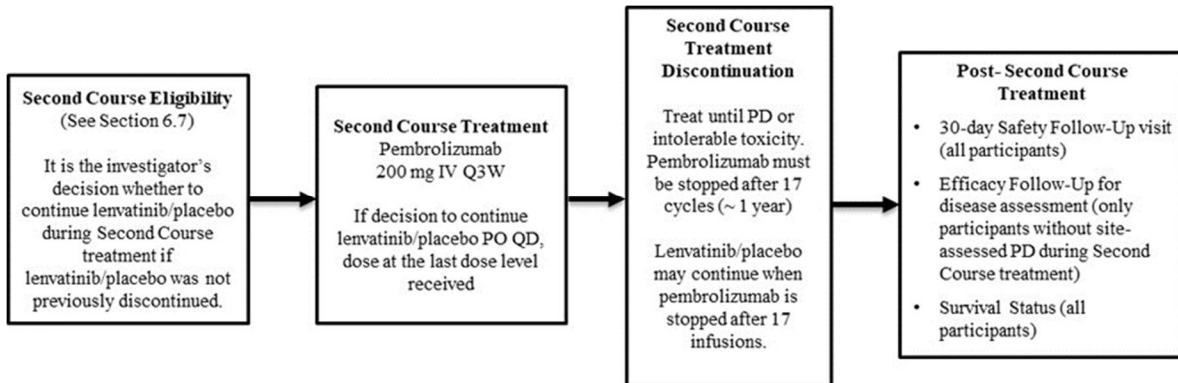 Second Course Eligibility
(See Section 6.7)
It is the investigator's
decision whether to
continue lenvatinib/placebo
during Second Course
treatment if
lenvatinib/placebo was not
previously discontinued.
Second Course Treatment
Pembrolizumab
200 mg IV Q3W
If decision to continue
lenvatinib/placebo PO QD,
dose at the last dose level
received
Second Course
Treatment
Discontinuation
Treat until PD or
intolerable toxicity.
Pembrolizumab must
be stopped after 17
cycles (~ 1 year)
Lenvatinib/placebo
may continue when
pembrolizumab is
stopped after 17
infusions.
Post- Second Course
Treatment
• 30-day Safety Follow-Up visit
(all participants)
• Efficacy Follow-Up for
disease assessment (only
participants without site-
assessed PD during Second
Course treatment)
• Survival Status (all
participants)